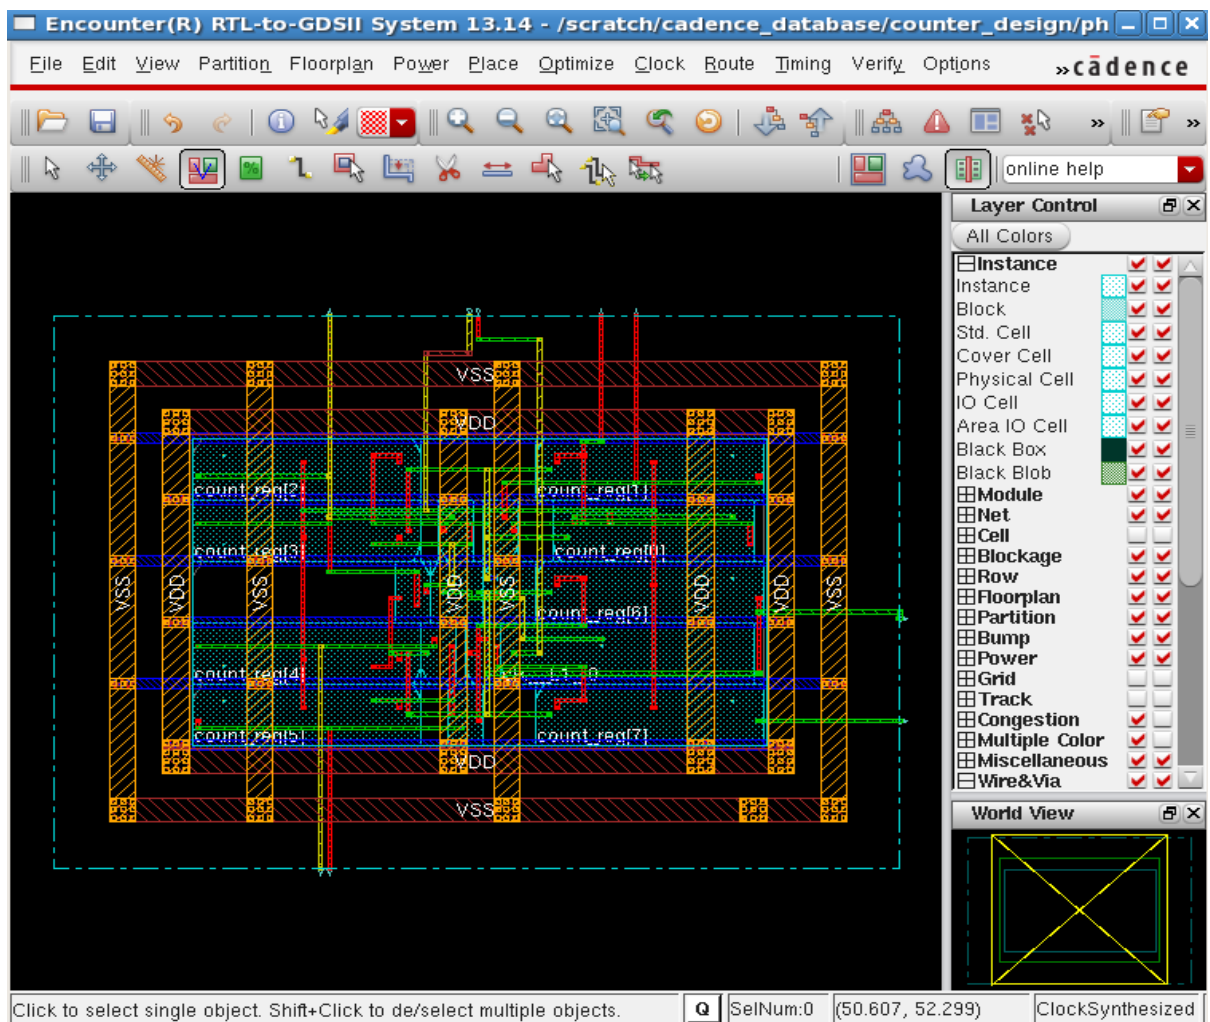 Encounter(R) RTL-to-GDSII System 13.14 - /scratch/cadence_database/counter_design/ph
File Edit View Partition Floorplan Power Place Optimize Clock Route Timing Verify Options »cādence
»
»
%
online help
Layer Control
All Colors
Instance
Instance
Block
Std. Cell
Cover Cell
Physical Cell
IO Cell
Area IO Cell
Black Box
Black Blob
Module
Net
Cell
Blockage
Row
Floorplan
Partition
Bump
Power
Grid
Track
Congestion
Multiple Color
Miscellaneous
Wire&Via
World View
VSS
VDD
count_reg[2]
count_reg[1]
count_reg[3]
count_reg[0]
VSS
VDD
VSS
VDD
VSS
VDD
VDD
VSS
count_reg[6]
count_reg[4]
count_reg[5]
count_reg[7]
VDD
VSS
Click to select single object. Shift+Click to de/select multiple objects.
Q
SelNum:0
(50.607, 52.299)
ClockSynthesized